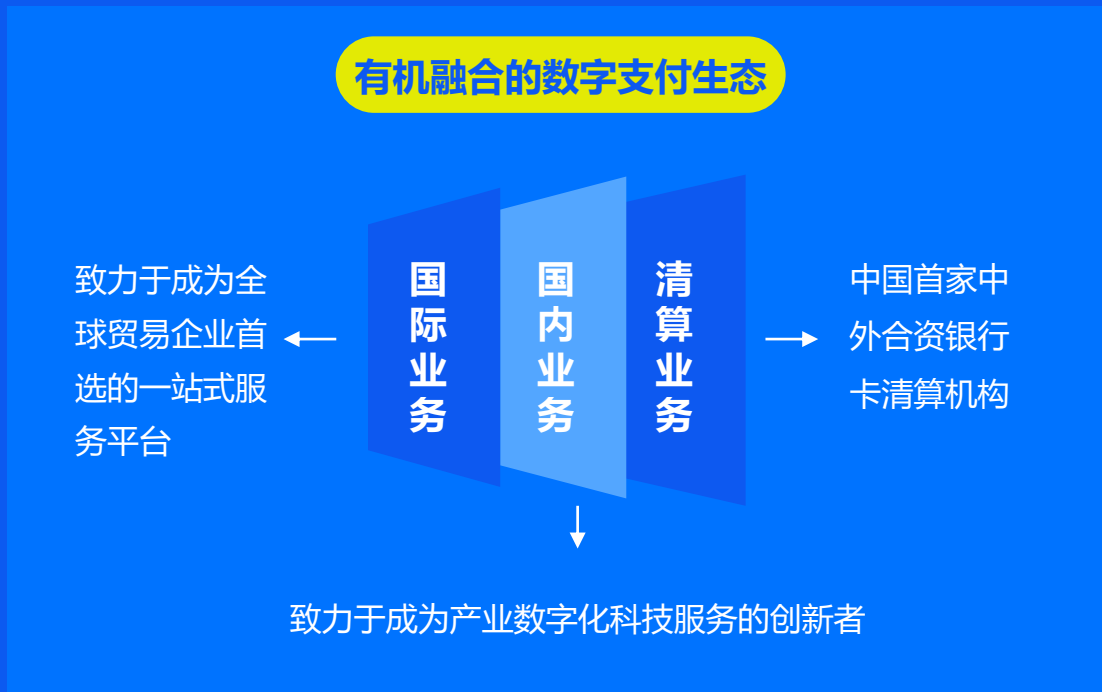 有机融合的数字支付生态
致力于成为全
球贸易企业首
选的一站式服
务平台
国际业务
国内业务
清算业务
中国首家中
外合资银行
卡清算机构
致力于成为产业数字化科技服务的创新者